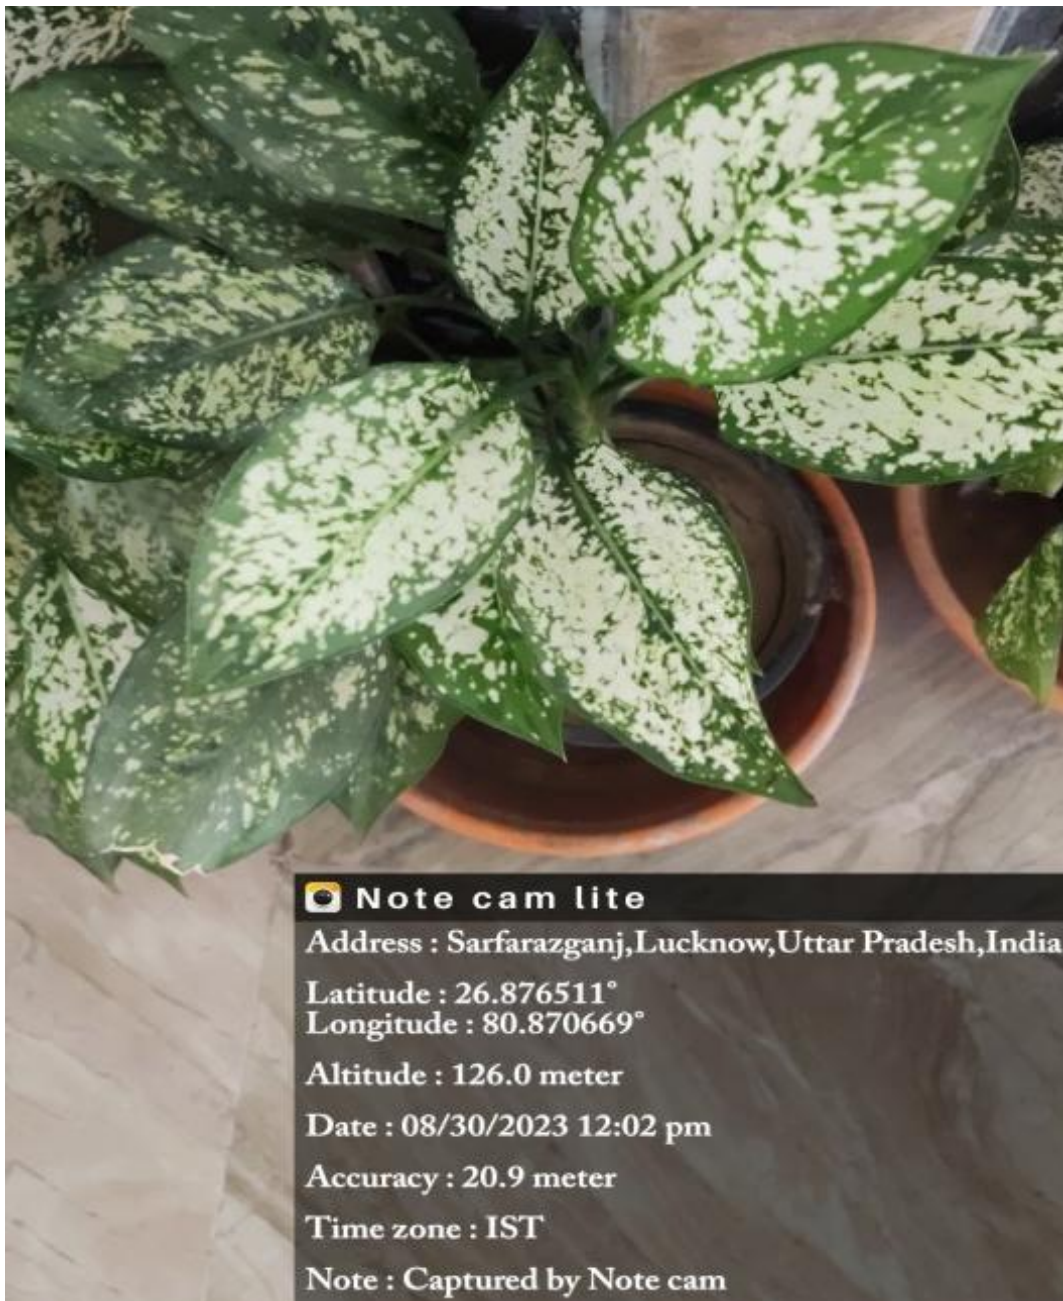 Note cam lite
Address : Sarfarazganj,Lucknow,Uttar Pradesh,India
Latitude : 26.876511°
Longitude : 80.870669°
Altitude : 126.0 meter
Date : 08/30/2023 12:02 pm
Accuracy : 20.9 meter
Time zone : IST
Note : Captured by Note cam